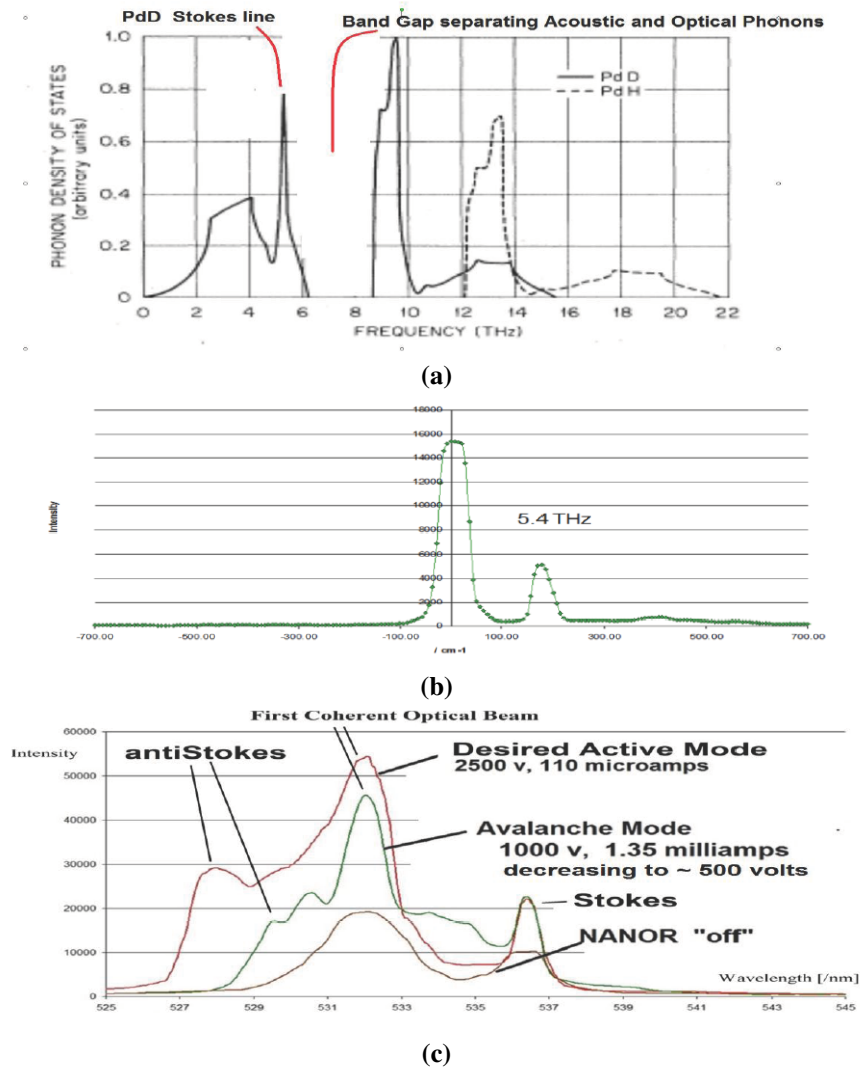 PdD Stokes line
Band Gap separating Acoustic and Optical Phonons
PHONON DENSITY OF STATES
(arbitrary units)
1.0
0.8
0.6
0.4
0.2
0
PdD
PdH
0 2 4 6 8 10 12 14 16 18 20 22
FREQUENCY (THz)
(a)
Intensity
18000
16000
14000
12000
10000
8000
6000
4000
2000
0
5.4 THz
-700.00 -500.00 -300.00 -100.00 100.00 300.00 500.00 700.00
/ cm-1
(b)
First Coherent Optical Beam
Intensity
60000
50000
40000
30000
20000
10000
0
antiStokes
Desired Active Mode
2500 v, 110 microamps
Avalanche Mode
1000 v, 1.35 milliamps
decreasing to ~ 500 volts
Stokes
NANOR "off"
Wavelength [/nm]
525 527 529 531 533 535 537 539 541 543 545
(c)